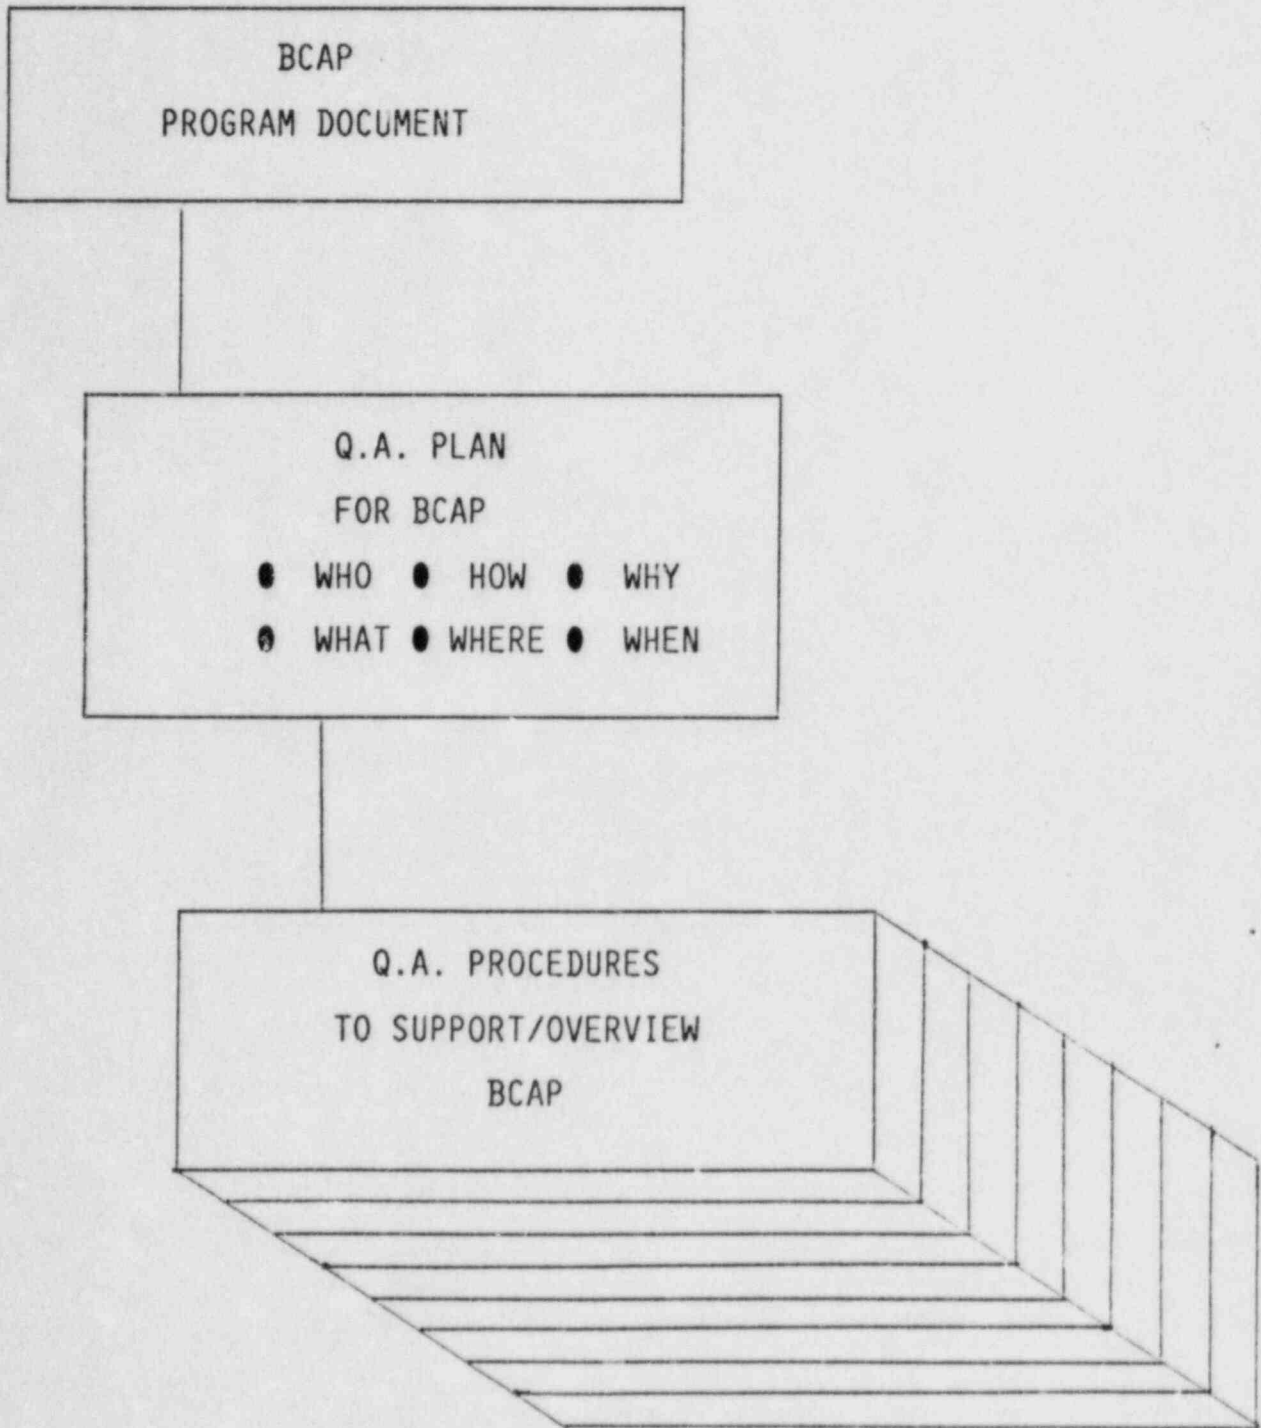 BCAP
PROGRAM DOCUMENT
Q.A. PLAN
FOR BCAP
● WHO ● HOW ● WHY
● WHAT ● WHERE ● WHEN
Q.A. PROCEDURES
TO SUPPORT/OVERVIEW
BCAP